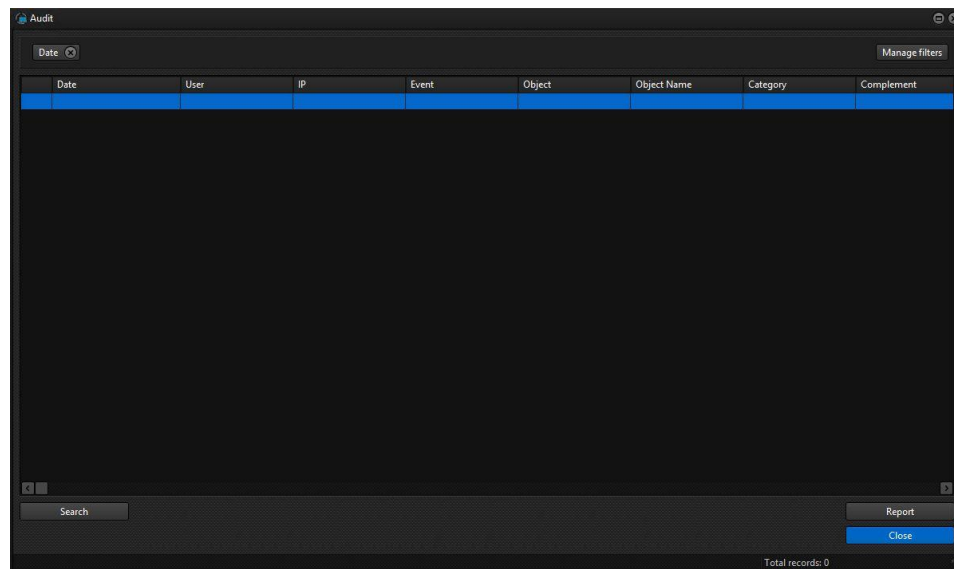 Audit
Date
Manage filters
Date User IP Event Object Object Name Category Complement
Search
Report
Close
Total records: 0